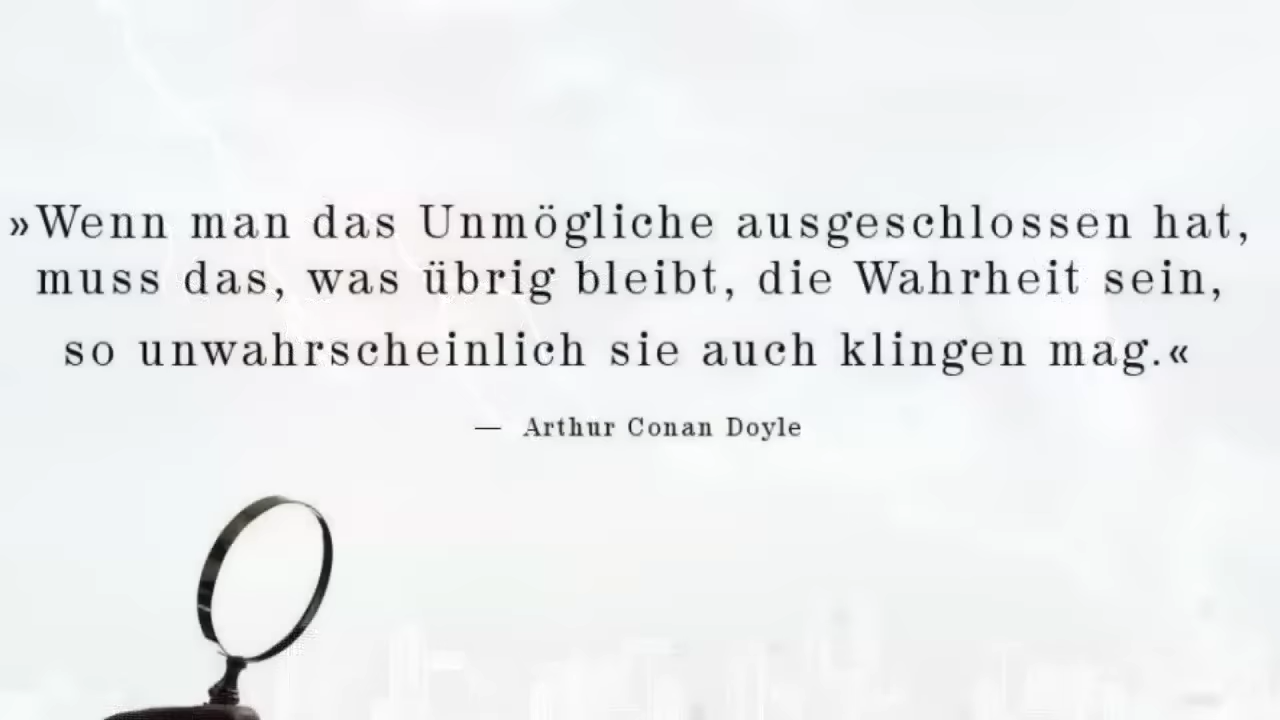 »Wenn man das Unmögliche ausgeschlossen hat,
muss das, was übrig bleibt, die Wahrheit sein,
so unwahrscheinlich sie auch klingen mag.«
— Arthur Conan Doyle